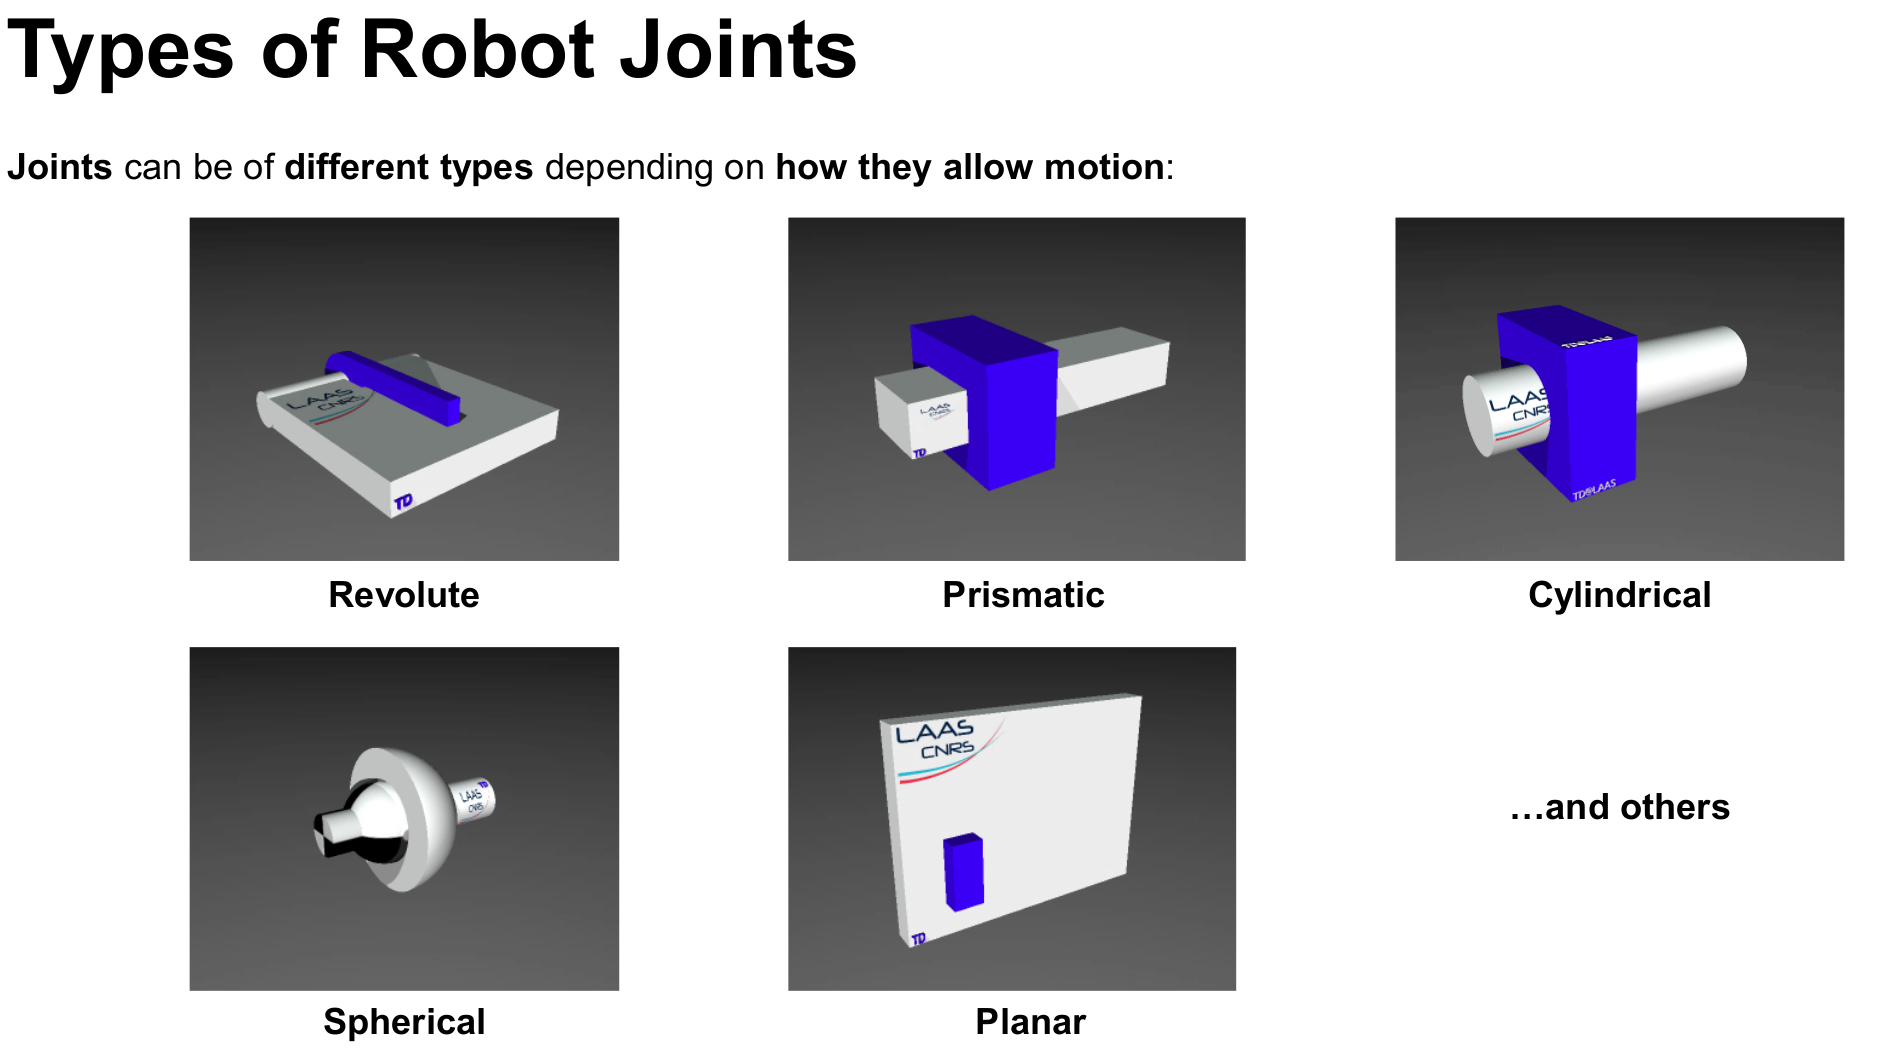 Types of Robot Joints
Joints can be of different types depending on how they allow motion:
LAAS
CNRS
TD
Revolute
LAAS
CNRS
TD
Prismatic
TD@LAAS
LAAS
CNRS
TD@LAAS
Cylindrical
LAAS
CNRS
TD
Spherical
LAAS
CNRS
TD
Planar
…and others